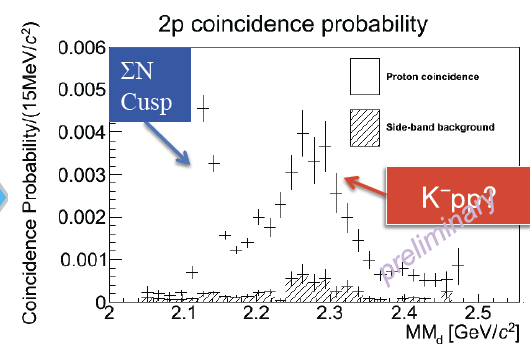 2p coincidence probability
Coincidence Probability/(15MeV/c²)
0.006
0.005
0.004
0.003
0.002
0.001
0
ΣN
Cusp
Proton coincidence
Side-band background
K⁻pp?
preliminary
2 2.1 2.2 2.3 2.4 2.5
MM_d [GeV/c²]